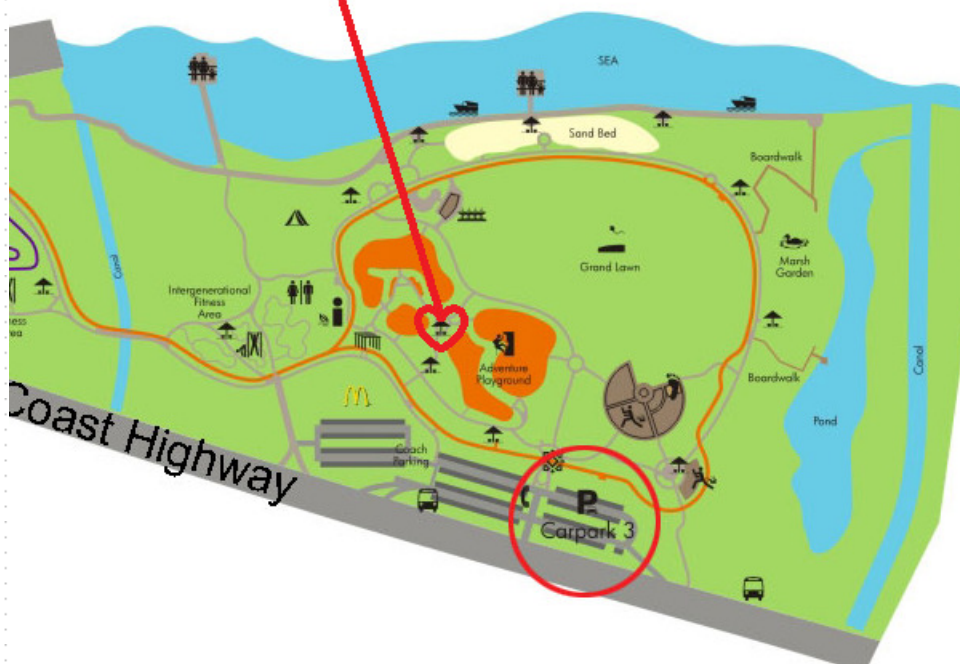 SEA
Sand Bed
Boardwalk
Grand Lawn
Marsh
Garden
Canal
Intergenerational
Fitness
Area
ess
ea
Adventure
Playground
Canal
Boardwalk
Pond
Coast Highway
Coach
Parking
P
Carpark 3